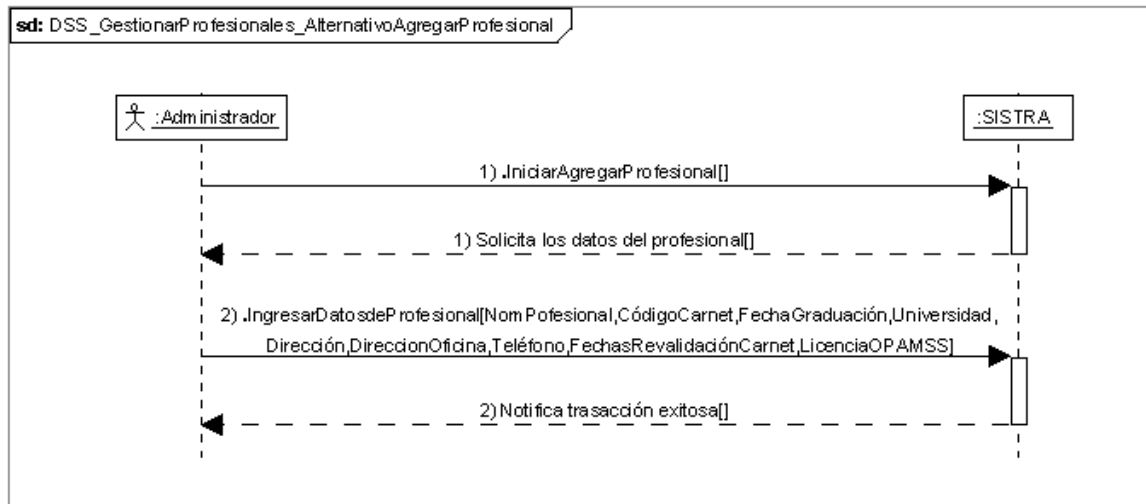 sd: DSS_GestionarProfesionales_AlternativoAgregarProfesional
:Administrador
:SISTRA
1) .IniciarAgregarProfesional[]
1) Solicita los datos del profesional[]
2) .IngresarDatosdeProfesional[NomPofesional,CódigoCarnet,FechaGraduación,Universidad,
Dirección,DireccionOficina,Teléfono,FechasRevalidaciónCarnet,LicenciaOPAMSS]
2) Notifica trasacción exitosa[]